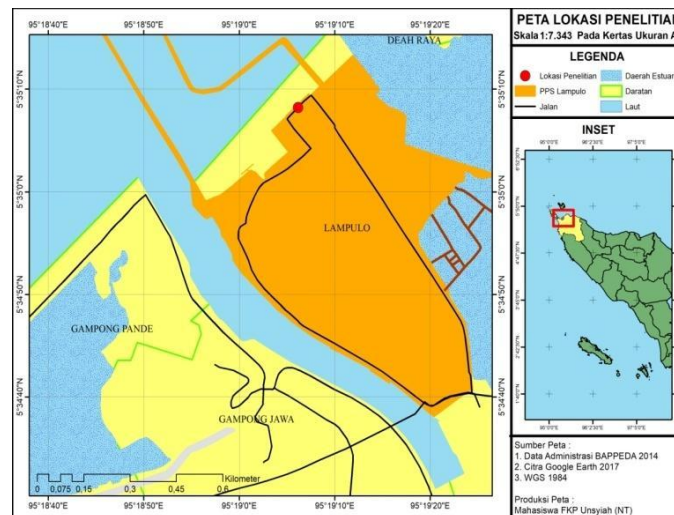 95°18'40"E 95°18'50"E 95°19'0"E 95°19'10"E 95°19'20"E
DEAH RAYA
5°35'10"N
5°35'0"N
LAMPULO
5°34'50"N
GAMPONG PANDE
5°34'40"N
GAMPONG JAWA
Kilometer
0 0,075 0,15 0,3 0,45 0,6
PETA LOKASI PENELITIAN
Skala 1:7.343 Pada Kertas Ukuran A
LEGENDA
Lokasi Penelitian
Daerah Estuar
PPS Lampulo
Daratan
Jalan
Laut
INSET
Sumber Peta :
1. Data Administrasi BAPPEDA 2014
2. Citra Google Earth 2017
3. WGS 1984
Produksi Peta :
Mahasiswa FKP Unsyiah (NT)